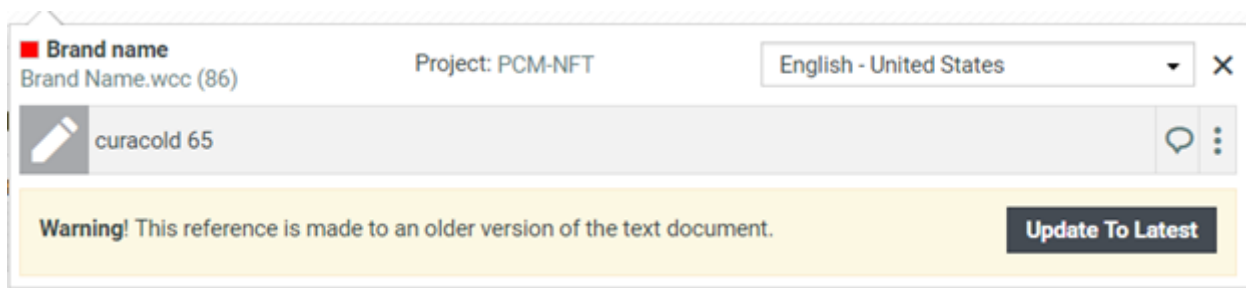 Brand name
Brand Name.wcc (86)
Project: PCM-NFT
English - United States
curacold 65
Warning! This reference is made to an older version of the text document.
Update To Latest